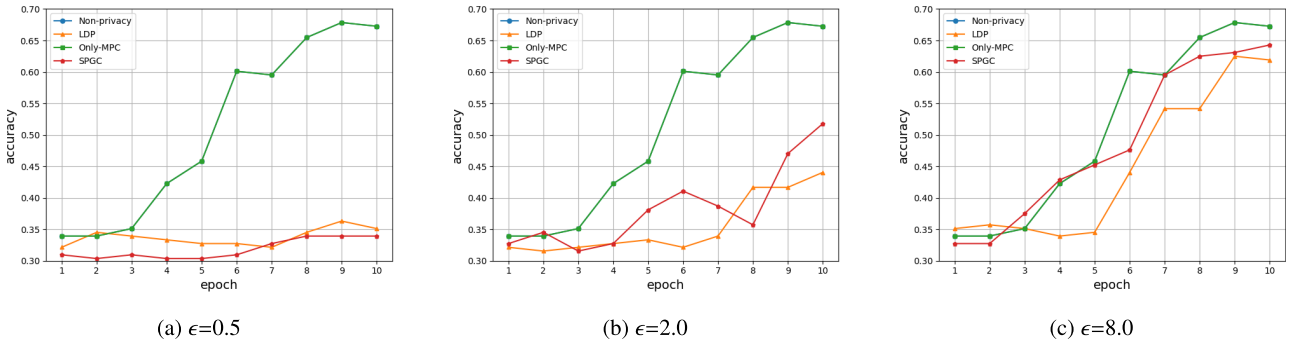 0.70
0.65
0.60
0.55
0.50
0.45
0.40
0.35
0.30
accuracy
Non-privacy
LDP
Only-MPC
SPGC
1 2 3 4 5 6 7 8 9 10
epoch
(a) ϵ=0.5
0.70
0.65
0.60
0.55
0.50
0.45
0.40
0.35
0.30
accuracy
Non-privacy
LDP
Only-MPC
SPGC
1 2 3 4 5 6 7 8 9 10
epoch
(b) ϵ=2.0
0.70
0.65
0.60
0.55
0.50
0.45
0.40
0.35
0.30
accuracy
Non-privacy
LDP
Only-MPC
SPGC
1 2 3 4 5 6 7 8 9 10
epoch
(c) ϵ=8.0